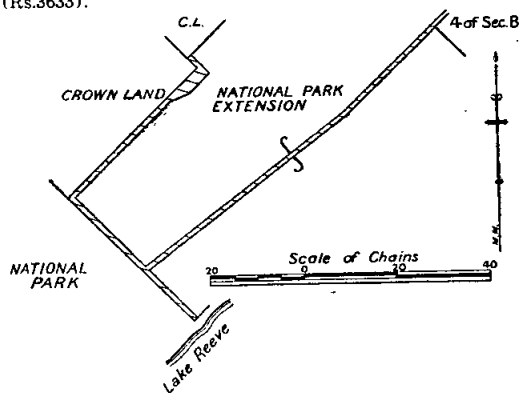 (Rs.3633).
C.L.
4 of Sec. B
CROWN LAND
NATIONAL PARK
EXTENSION
M.N.
Scale of Chains
20 0 20 40
NATIONAL
PARK
Lake Reeve